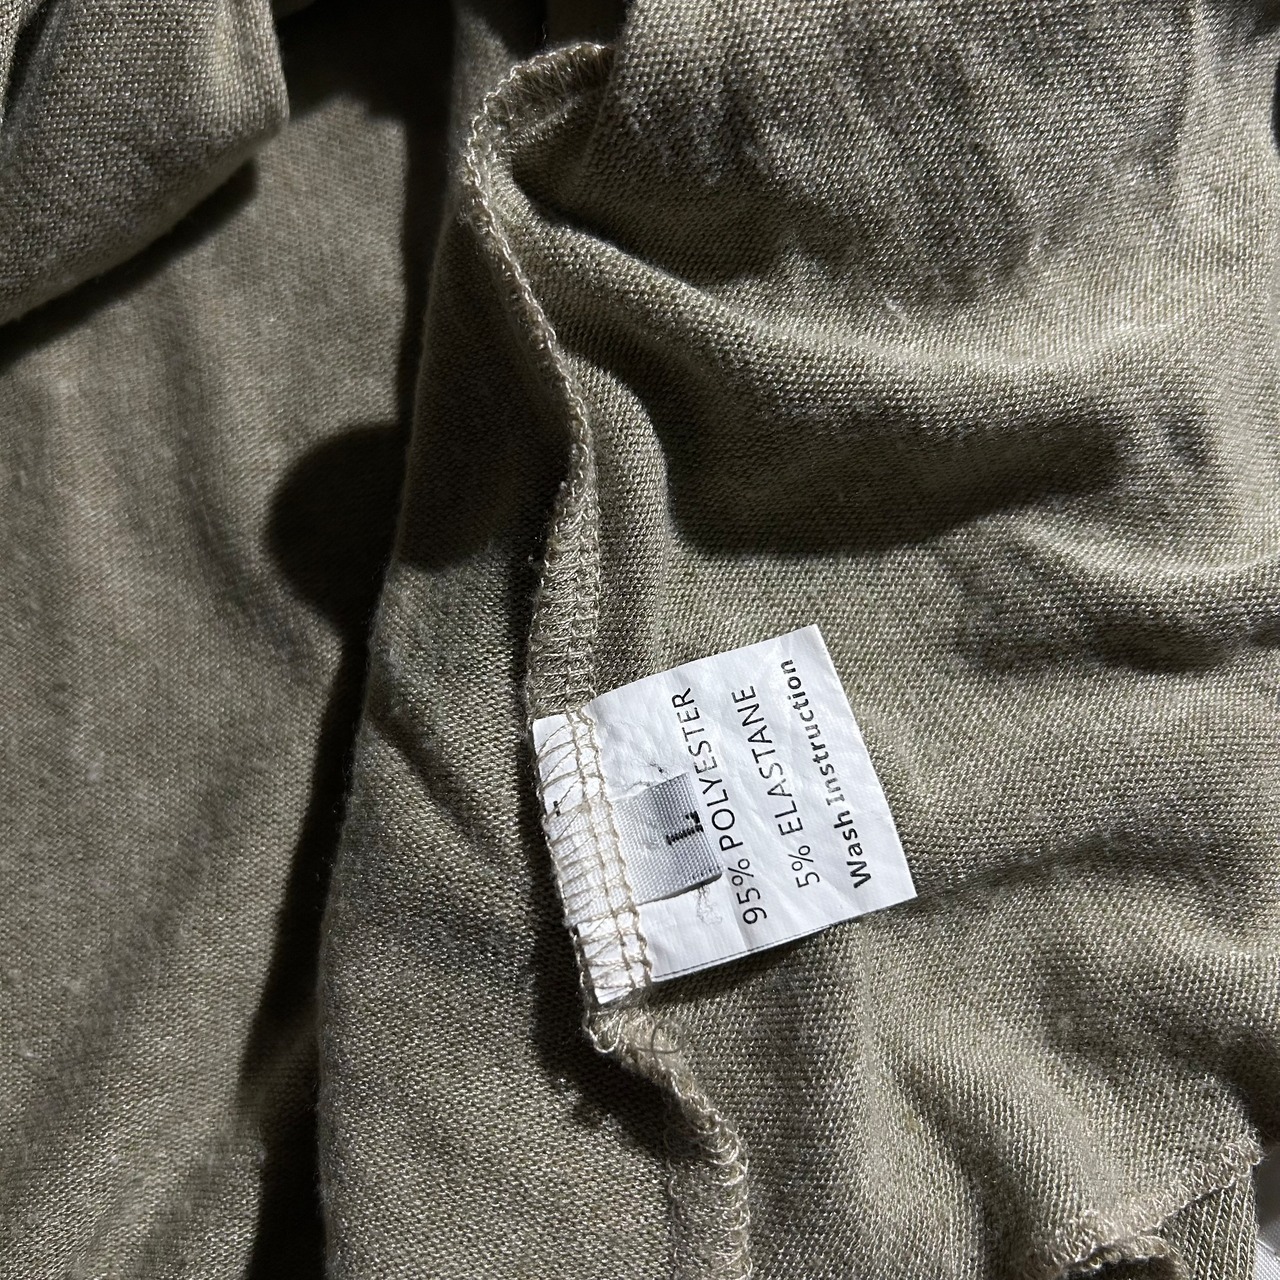 L
95% POLYESTER
5% ELASTANE
Wash Instruction